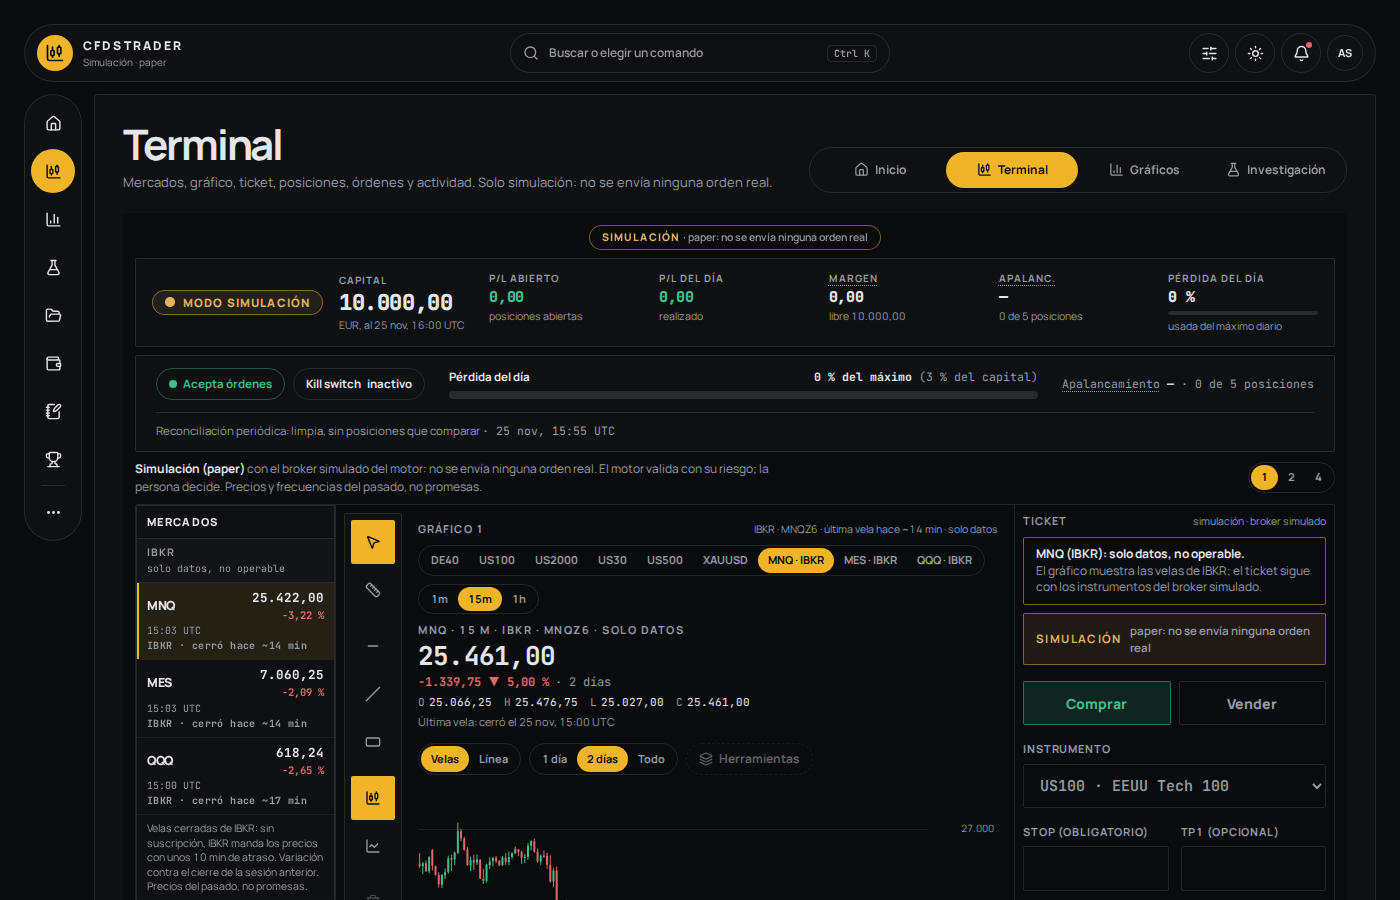 CFDSTRADER
Simulación · paper
Buscar o elegir un comando
Ctrl K
AS
Terminal
Mercados, gráfico, ticket, posiciones, órdenes y actividad. Solo simulación: no se envía ninguna orden real.
Inicio
Terminal
Gráficos
Investigación
SIMULACIÓN · paper: no se envía ninguna orden real
MODO SIMULACIÓN
CAPITAL
10.000,00
EUR, al 25 nov, 16:00 UTC
P/L ABIERTO
0,00
posiciones abiertas
P/L DEL DÍA
0,00
realizado
MARGEN
0,00
libre 10.000,00
APALANC.
—
0 de 5 posiciones
PÉRDIDA DEL DÍA
0 %
usada del máximo diario
Acepta órdenes
Kill switch inactivo
Pérdida del día
0 % del máximo (3 % del capital)
Apalancamiento — · 0 de 5 posiciones
Reconciliación periódica: limpia, sin posiciones que comparar · 25 nov, 15:55 UTC
Simulación (paper) con el broker simulado del motor: no se envía ninguna orden real. El motor valida con su riesgo; la
persona decide. Precios y frecuencias del pasado, no promesas.
1 2 4
MERCADOS
IBKR
solo datos, no operable
MNQ
25.422,00
-3,22 %
15:03 UTC
IBKR · cerró hace ~14 min
MES
7.060,25
-2,09 %
15:03 UTC
IBKR · cerró hace ~14 min
QQQ
618,24
-2,65 %
15:00 UTC
IBKR · cerró hace ~17 min
Velas cerradas de IBKR: sin
suscripción, IBKR manda los precios
con unos 10 min de atraso. Variación
contra el cierre de la sesión anterior.
Precios del pasado, no promesas.
GRÁFICO 1
IBKR · MNQZ6 · última vela hace ~14 min · solo datos
DE40 US100 US2000 US30 US500 XAUUSD MNQ · IBKR MES · IBKR QQQ · IBKR
1m 15m 1h
MNQ · 15 M · IBKR · MNQZ6 · SOLO DATOS
25.461,00
-1.339,75 ▼ 5,00 % · 2 días
O 25.066,25 H 25.476,75 L 25.027,00 C 25.461,00
Última vela: cerró el 25 nov, 15:00 UTC
Velas Línea
1 día 2 días Todo
Herramientas
27.000
TICKET
simulación · broker simulado
MNQ (IBKR): solo datos, no operable.
El gráfico muestra las velas de IBKR; el ticket sigue
con los instrumentos del broker simulado.
SIMULACIÓN
paper: no se envía ninguna orden
real
Comprar
Vender
INSTRUMENTO
US100 · EEUU Tech 100
STOP (OBLIGATORIO)
TP1 (OPCIONAL)